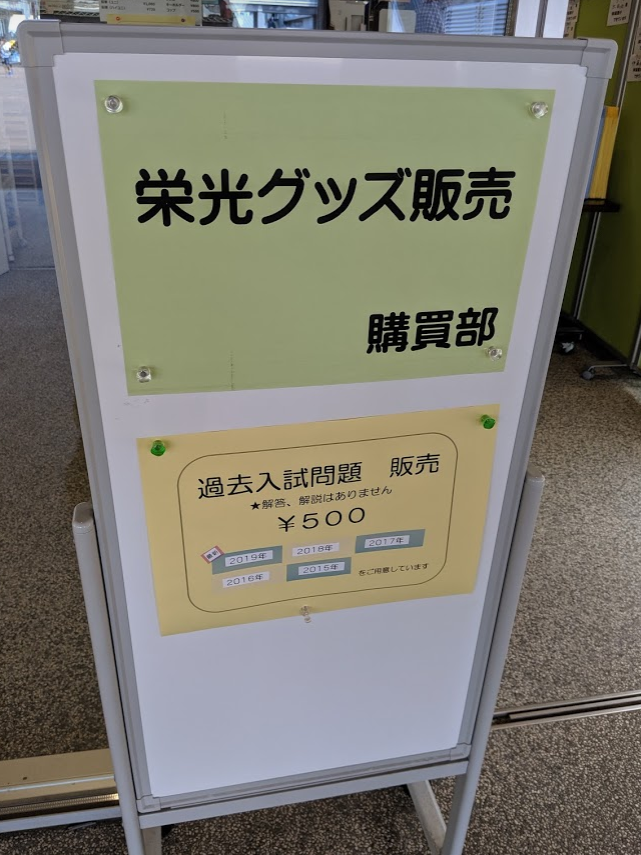 栄光グッズ販売
購買部
過去入試問題　販売
★解答、解説はありません
￥５００
2019年 2018年 2017年
2016年 2015年 をご用意しています